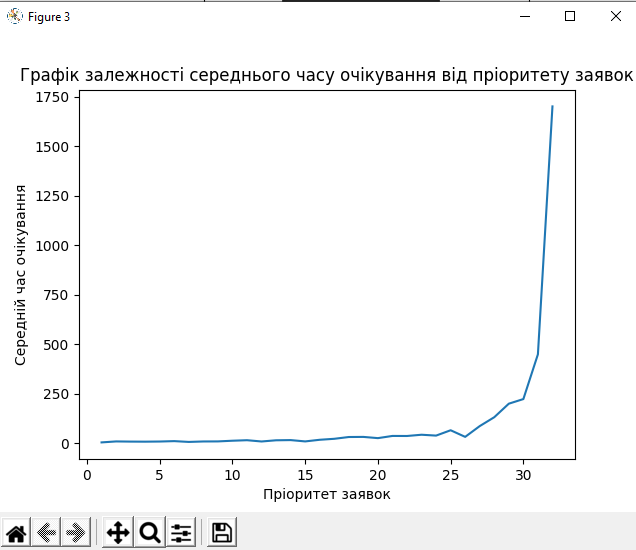 Figure 3
Графік залежності середнього часу очікування від пріоритету заявок
1750
1500
1250
1000
750
500
250
0
Середній час очікування
0 5 10 15 20 25 30
Пріоритет заявок